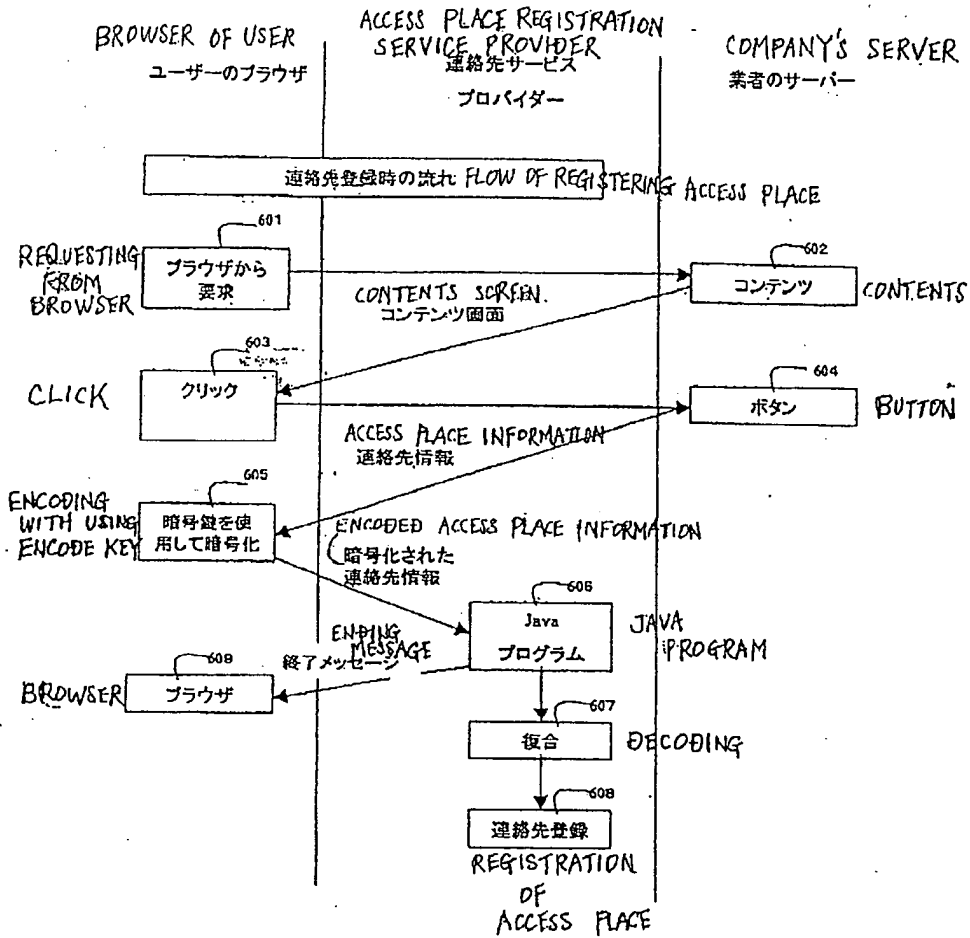 BROWSER OF USER
ユーザーのブラウザ
ACCESS PLACE REGISTRATION
SERVICE PROVIDER
連絡先サービス
プロバイダー
COMPANY'S SERVER
業者のサーバー
連絡先登録時の流れ FLOW OF REGISTERING ACCESS PLACE
601
REQUESTING
FROM
BROWSER
ブラウザから
要求
602
コンテンツ
CONTENTS
CONTENTS SCREEN.
コンテンツ画面
603
CLICK
クリック
604
ボタン
BUTTON
ACCESS PLACE INFORMATION
連絡先情報
605
ENCODING
WITH USING
ENCODE KEY
暗号鍵を使
用して暗号化
ENCODED ACCESS PLACE INFORMATION
暗号化された
連絡先情報
606
Java
プログラム
JAVA
PROGRAM
ENDING
MESSAGE
終了メッセージ
609
BROWSER
ブラウザ
607
復合
DECODING
608
連絡先登録
REGISTRATION
OF
ACCESS PLACE